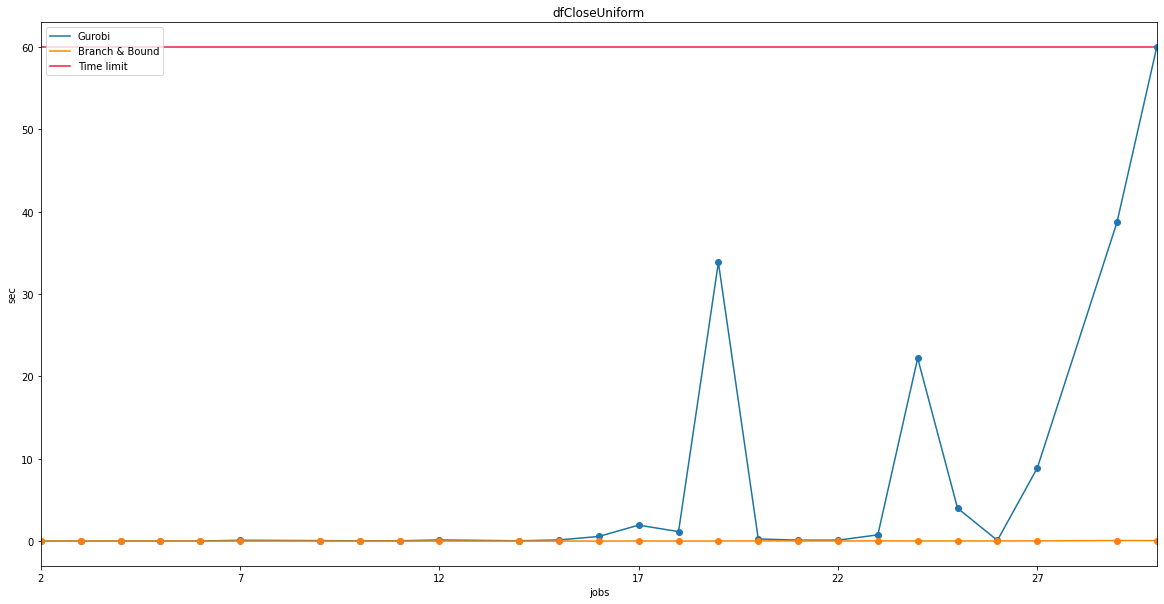 dfCloseUniform
Gurobi
Branch & Bound
Time limit
60
50
40
30
20
10
0
sec
2 7 12 17 22 27
jobs